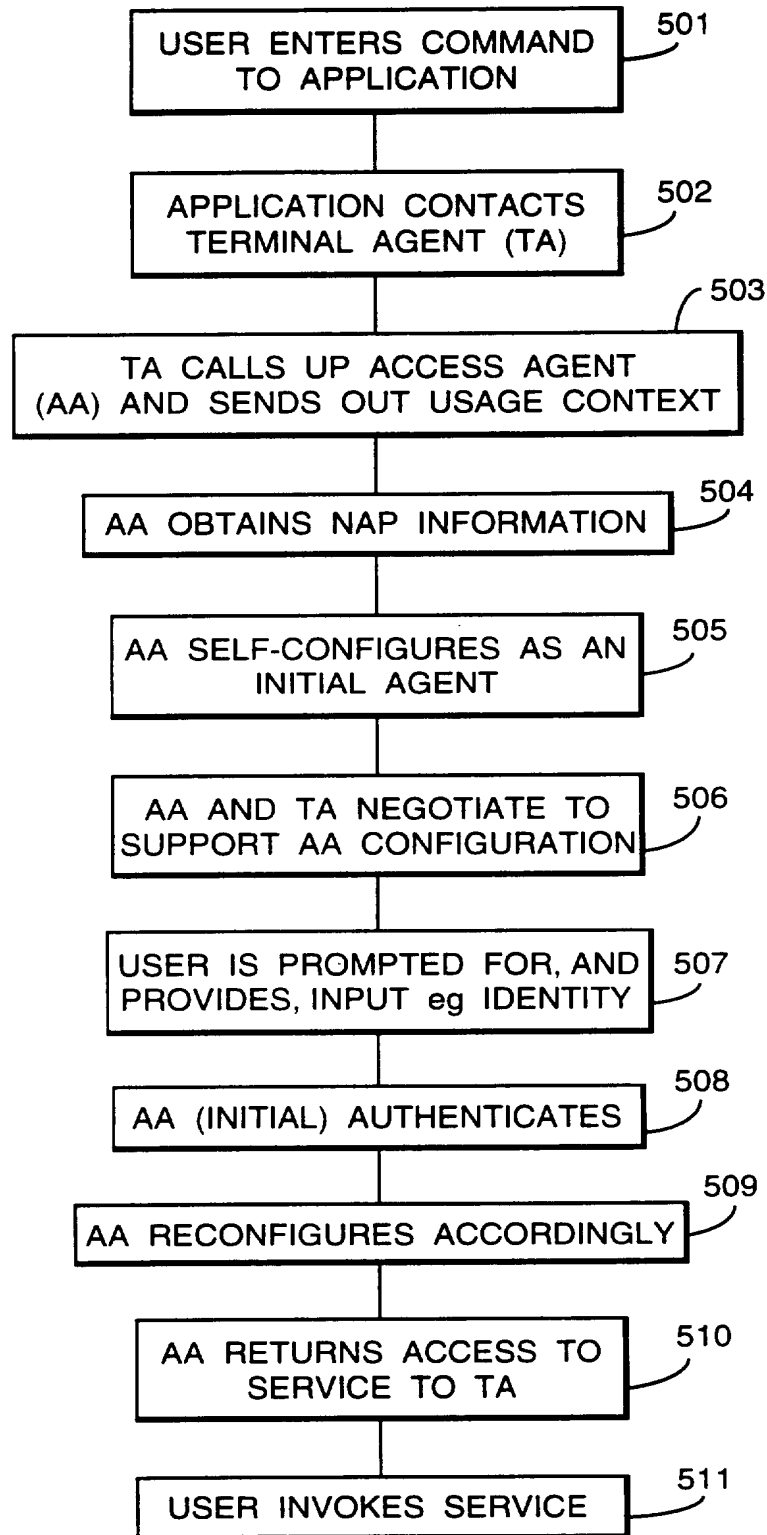 501
USER ENTERS COMMAND
TO APPLICATION
502
APPLICATION CONTACTS
TERMINAL AGENT (TA)
503
TA CALLS UP ACCESS AGENT
(AA) AND SENDS OUT USAGE CONTEXT
504
AA OBTAINS NAP INFORMATION
505
AA SELF-CONFIGURES AS AN
INITIAL AGENT
506
AA AND TA NEGOTIATE TO
SUPPORT AA CONFIGURATION
507
USER IS PROMPTED FOR, AND
PROVIDES, INPUT eg IDENTITY
508
AA (INITIAL) AUTHENTICATES
509
AA RECONFIGURES ACCORDINGLY
510
AA RETURNS ACCESS TO
SERVICE TO TA
511
USER INVOKES SERVICE